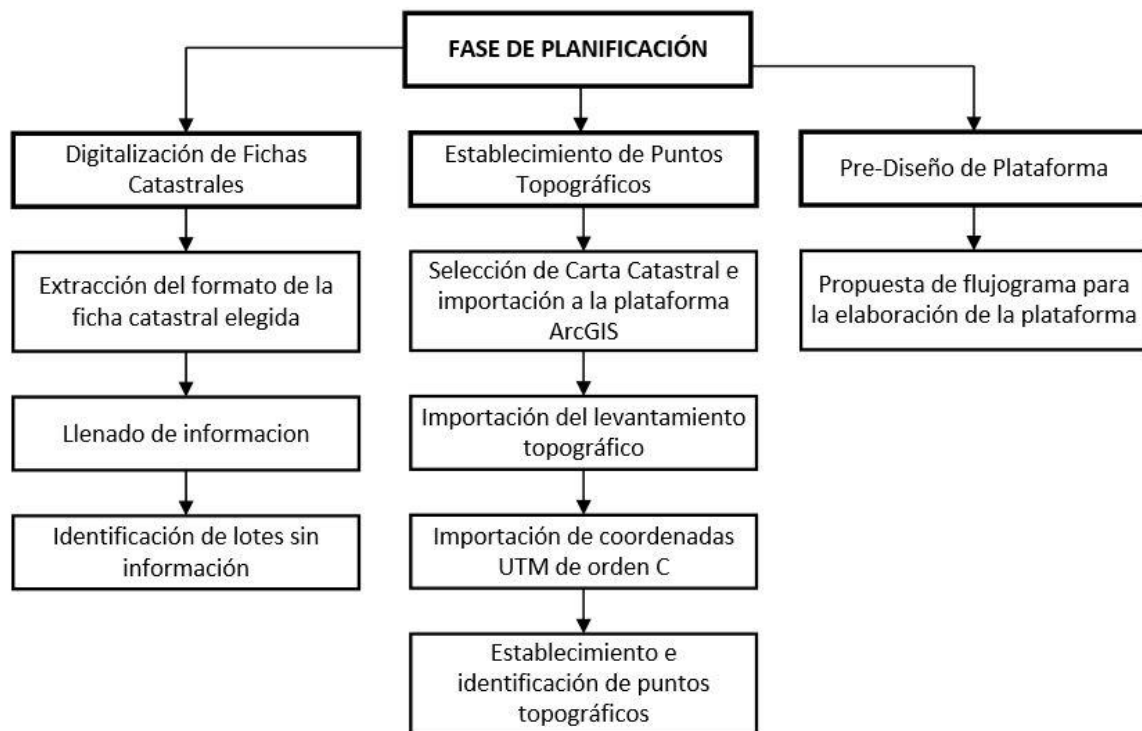 FASE DE PLANIFICACIÓN
Digitalización de Fichas
Catastrales
Establecimiento de Puntos
Topográficos
Pre-Diseño de Plataforma
Extracción del formato de la
ficha catastral elegida
Selección de Carta Catastral e
importación a la plataforma
ArcGIS
Propuesta de flujograma para
la elaboración de la plataforma
Llenado de informacion
Importación del levantamiento
topográfico
Identificación de lotes sin
información
Importación de coordenadas
UTM de orden C
Establecimiento e
identificación de puntos
topográficos